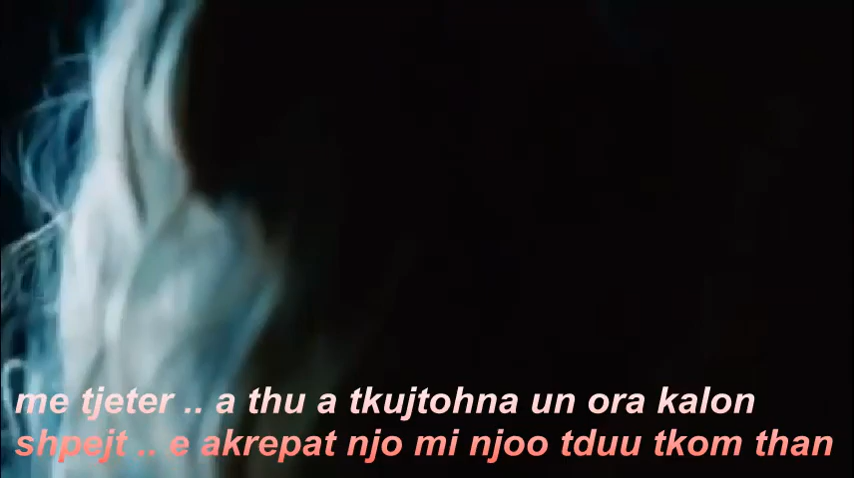 me tjeter .. a thu a tkujtohna un ora kalon
shpejt .. e akrepat njo mi njoo tduu tkom than